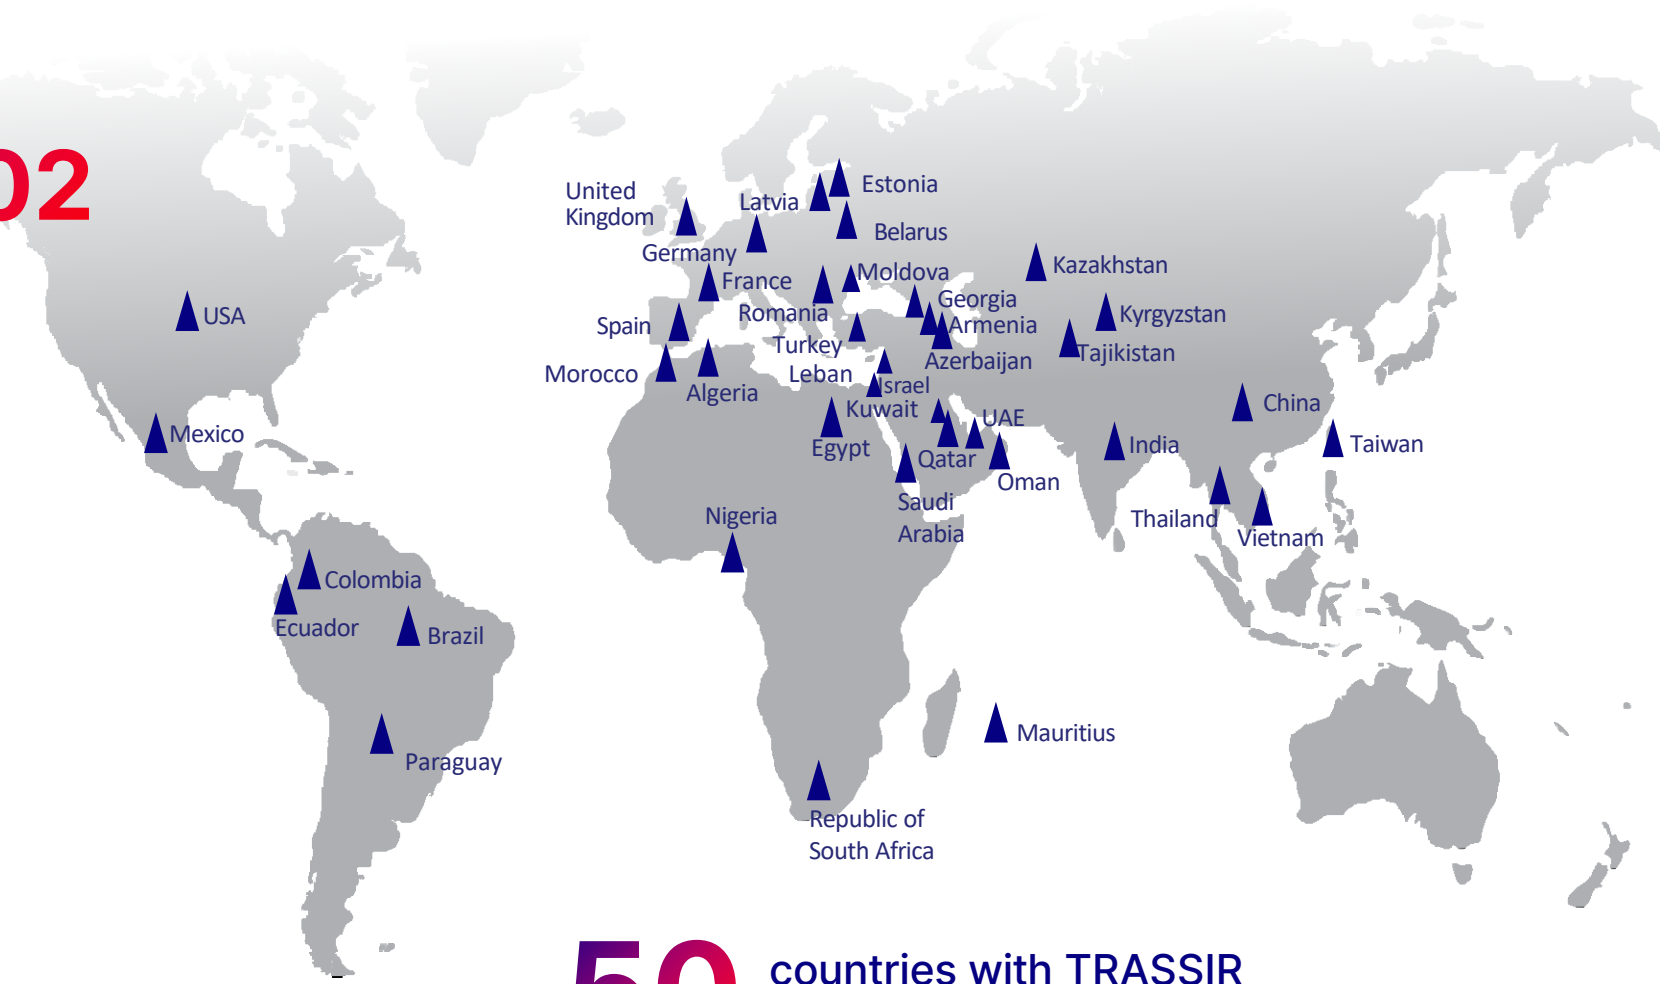 02
United
Kingdom
Latvia
Estonia
Belarus
Germany
France
Moldova
Kazakhstan
USA
Spain
Romania
Georgia
Armenia
Kyrgyzstan
Turkey
Azerbaijan
Tajikistan
Morocco
Algeria
Leban
Israel
Kuwait
UAE
China
Mexico
Egypt
Qatar
India
Taiwan
Oman
Saudi
Arabia
Nigeria
Thailand
Vietnam
Colombia
Ecuador
Brazil
Mauritius
Paraguay
Republic of
South Africa
50 countries with TRASSIR